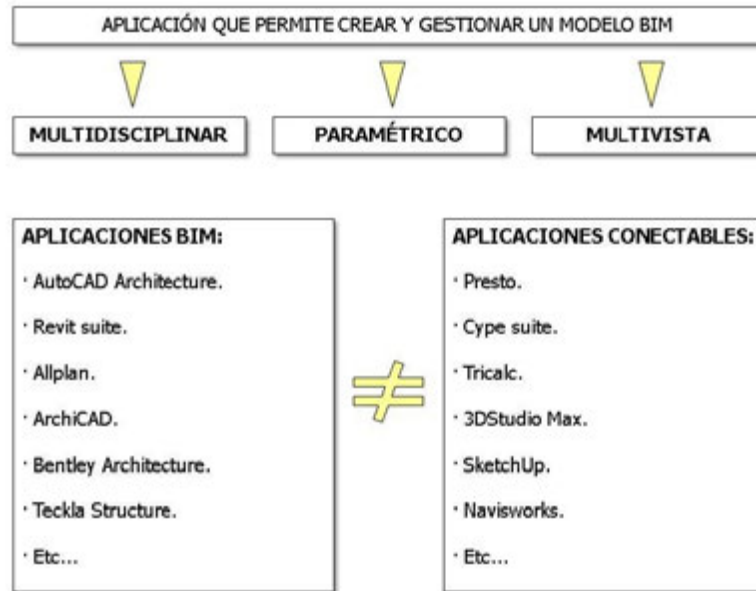 APLICACIÓN QUE PERMITE CREAR Y GESTIONAR UN MODELO BIM
MULTIDISCIPLINAR
PARAMÉTRICO
MULTIVISTA
APLICACIONES BIM:
· AutoCAD Architecture.
· Revit suite.
· Allplan.
· ArchiCAD.
· Bentley Architecture.
· Teckla Structure.
· Etc...
≠
APLICACIONES CONECTABLES:
· Presto.
· Cype suite.
· Tricalc.
· 3DStudio Max.
· SketchUp.
· Navisworks.
· Etc...